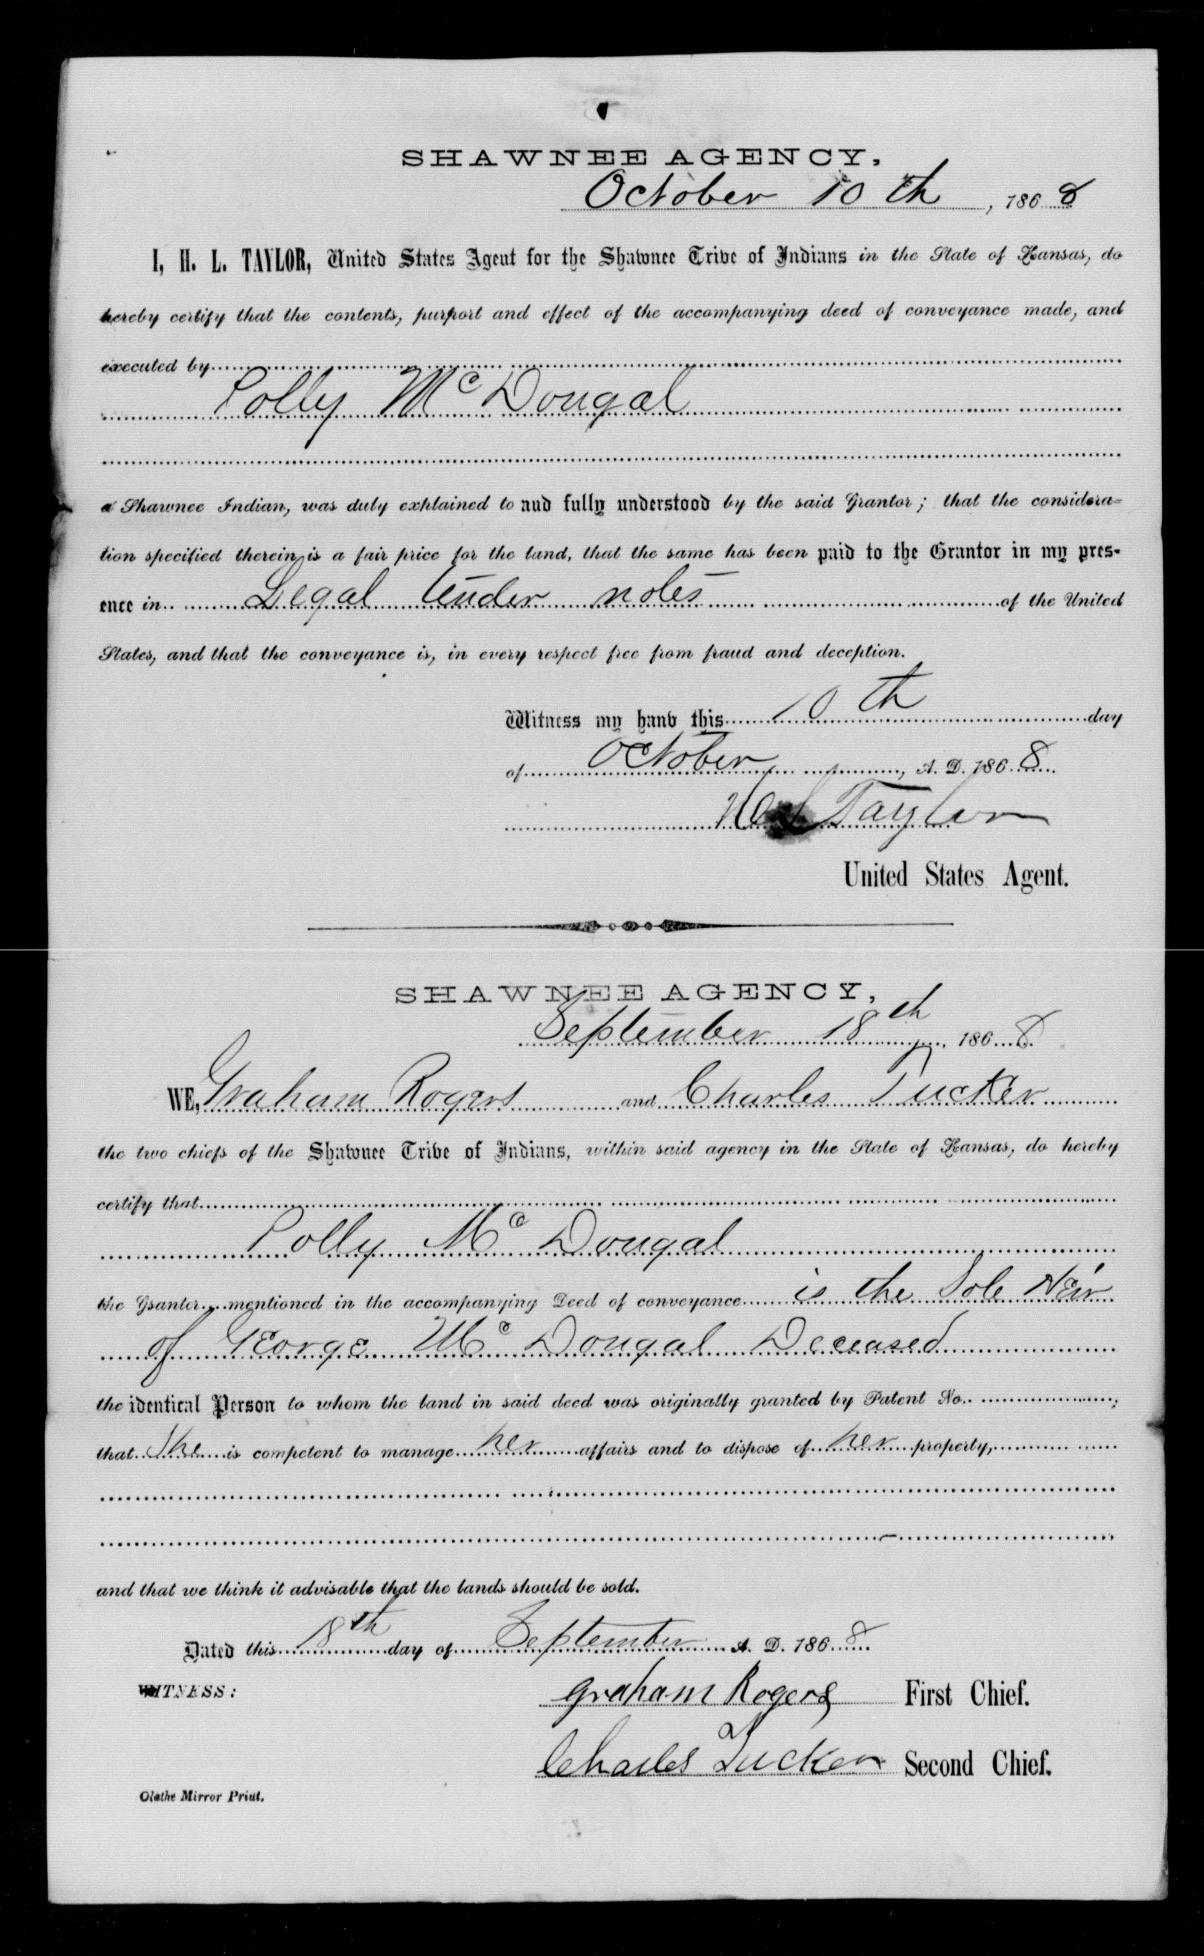 SHAWNEE AGENCY,
October 10th, 1868
I, H. L. TAYLOR, United States Agent for the Shawnee Tribe of Indians in the State of Kansas, do
hereby certify that the contents, purport and effect of the accompanying deed of conveyance made, and
executed by
Polly McDougal
a Shawnee Indian, was duly explained to and fully understood by the said Grantor; that the considera=
tion specified therein is a fair price for the land, that the same has been paid to the Grantor in my pres-
ence in Legal Tender notes of the United
States, and that the conveyance is, in every respect free from fraud and deception.
Witness my hand this 10th day
of October, A. D. 1868
H L Taylor
United States Agent.
SHAWNEE AGENCY,
September 18th, 1868
WE, Graham Rogers and Charles Tucker
the two chiefs of the Shawnee Tribe of Indians, within said agency in the State of Kansas, do hereby
certify that
Polly McDougal
the Grantor mentioned in the accompanying Deed of conveyance is the Sole Heir
of George McDougal Deceased
the identical Person to whom the land in said deed was originally granted by Patent No. ;
that She is competent to manage her affairs and to dispose of her property,
and that we think it advisable that the lands should be sold.
Dated this 18th day of September A. D. 1868
WITNESS:
Graham Rogers First Chief.
Charles Tucker Second Chief.
Olathe Mirror Print.